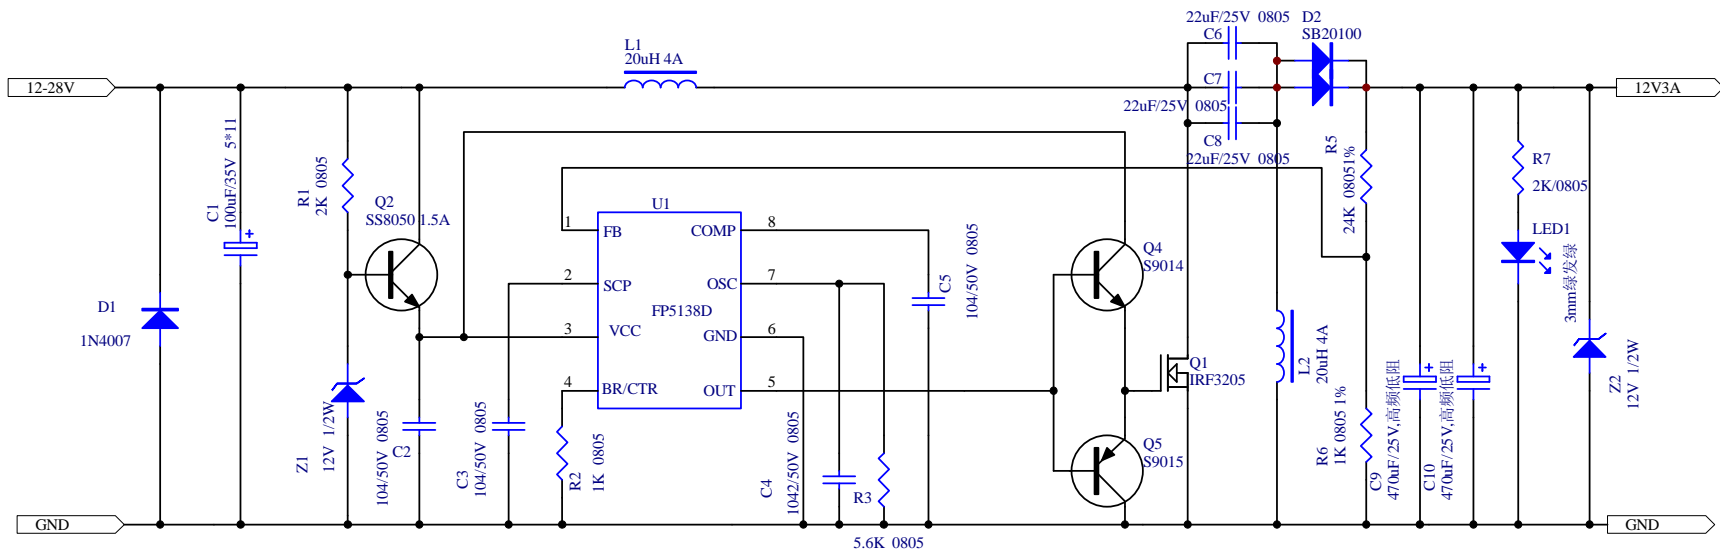 22uF/25V 0805
D2
C6
SB20100
L1
20uH 4A
12-28V
C7
12V3A
22uF/25V 0805
C8
22uF/25V 0805
C1
100uF/35V 5*11
R1
2K 0805
Q2
SS8050 1.5A
U1
1
FB
COMP
8
2
SCP
OSC
7
FP5138D
3
VCC
GND
6
4
BR/CTR
OUT
5
C5
104/50V 0805
Q4
S9014
R5
24K 08051%
R7
2K/0805
LED1
3mm绿发绿
D1
1N4007
L2
20uH 4A
Q1
IRF3205
Z1
12V 1/2W
104/50V 0805
C2
C3
104/50V 0805
R2
1K 0805
C4
1042/50V 0805
R3
5.6K 0805
Q5
S9015
R6
1K 0805 1%
C9
470uF/25V,高频低阻
C10
470uF/25V,高频低阻
Z2
12V 1/2W
GND
GND